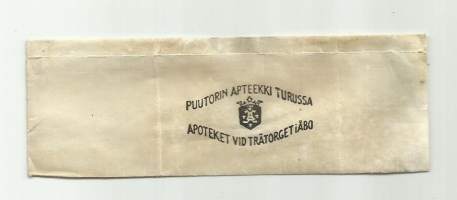 PUUTORIN APTEEKKI TURUSSA
APOTEKET VID TRÄTORGET I ÅBO